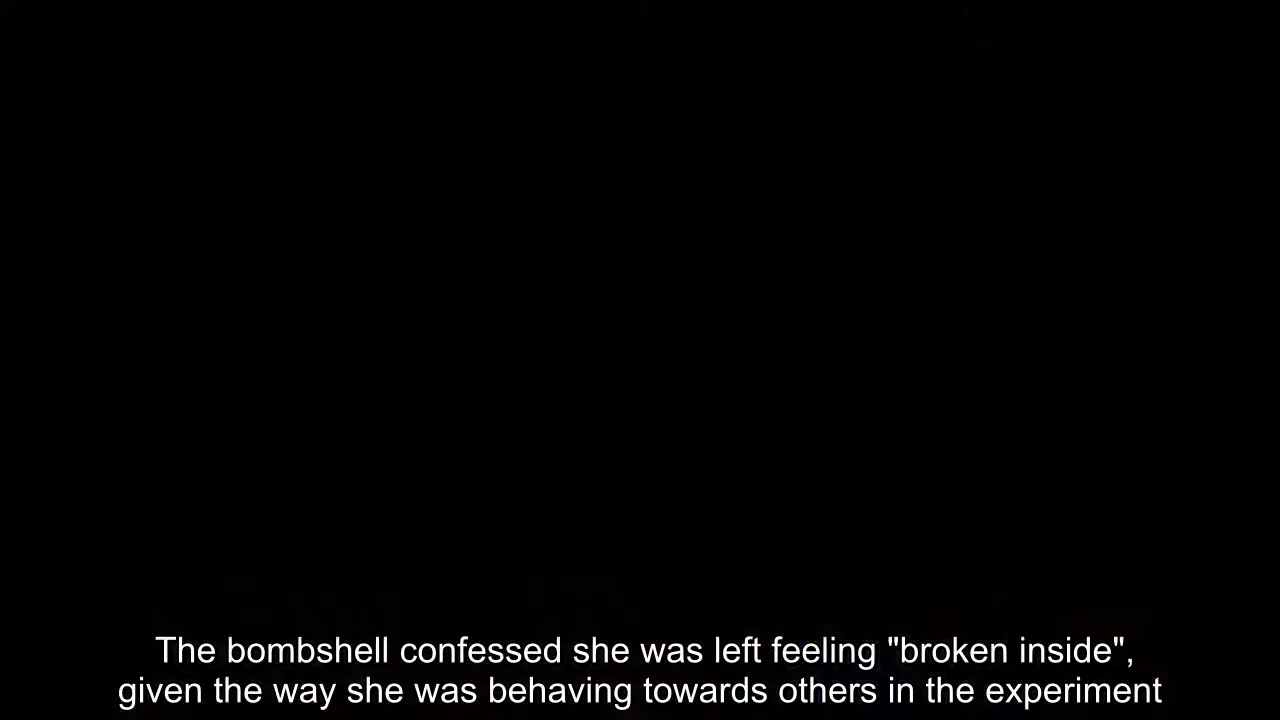 The bombshell confessed she was left feeling "broken inside",
given the way she was behaving towards others in the experiment